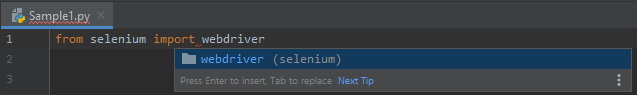 Sample1.py
1 from selenium import webdriver
2 webdriver (selenium)
3 Press Enter to insert, Tab to replace Next Tip